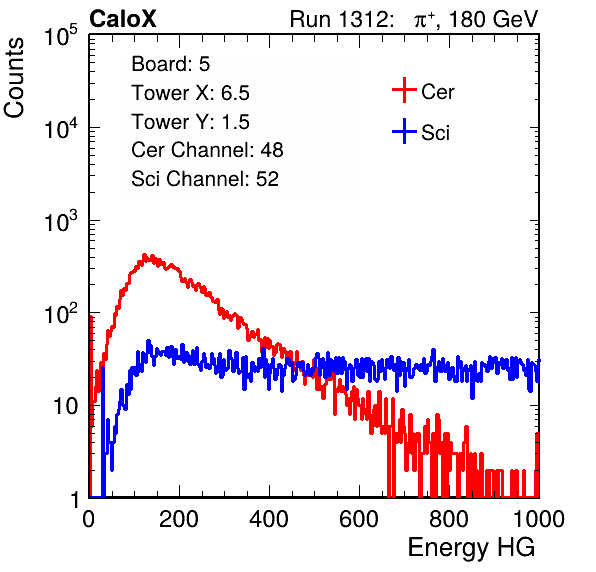 CaloX Run 1312: π⁺, 180 GeV
Counts
10⁵
10⁴
10³
10²
10
1
Board: 5
Tower X: 6.5
Tower Y: 1.5
Cer Channel: 48
Sci Channel: 52
Cer
Sci
0 200 400 600 800 1000
Energy HG